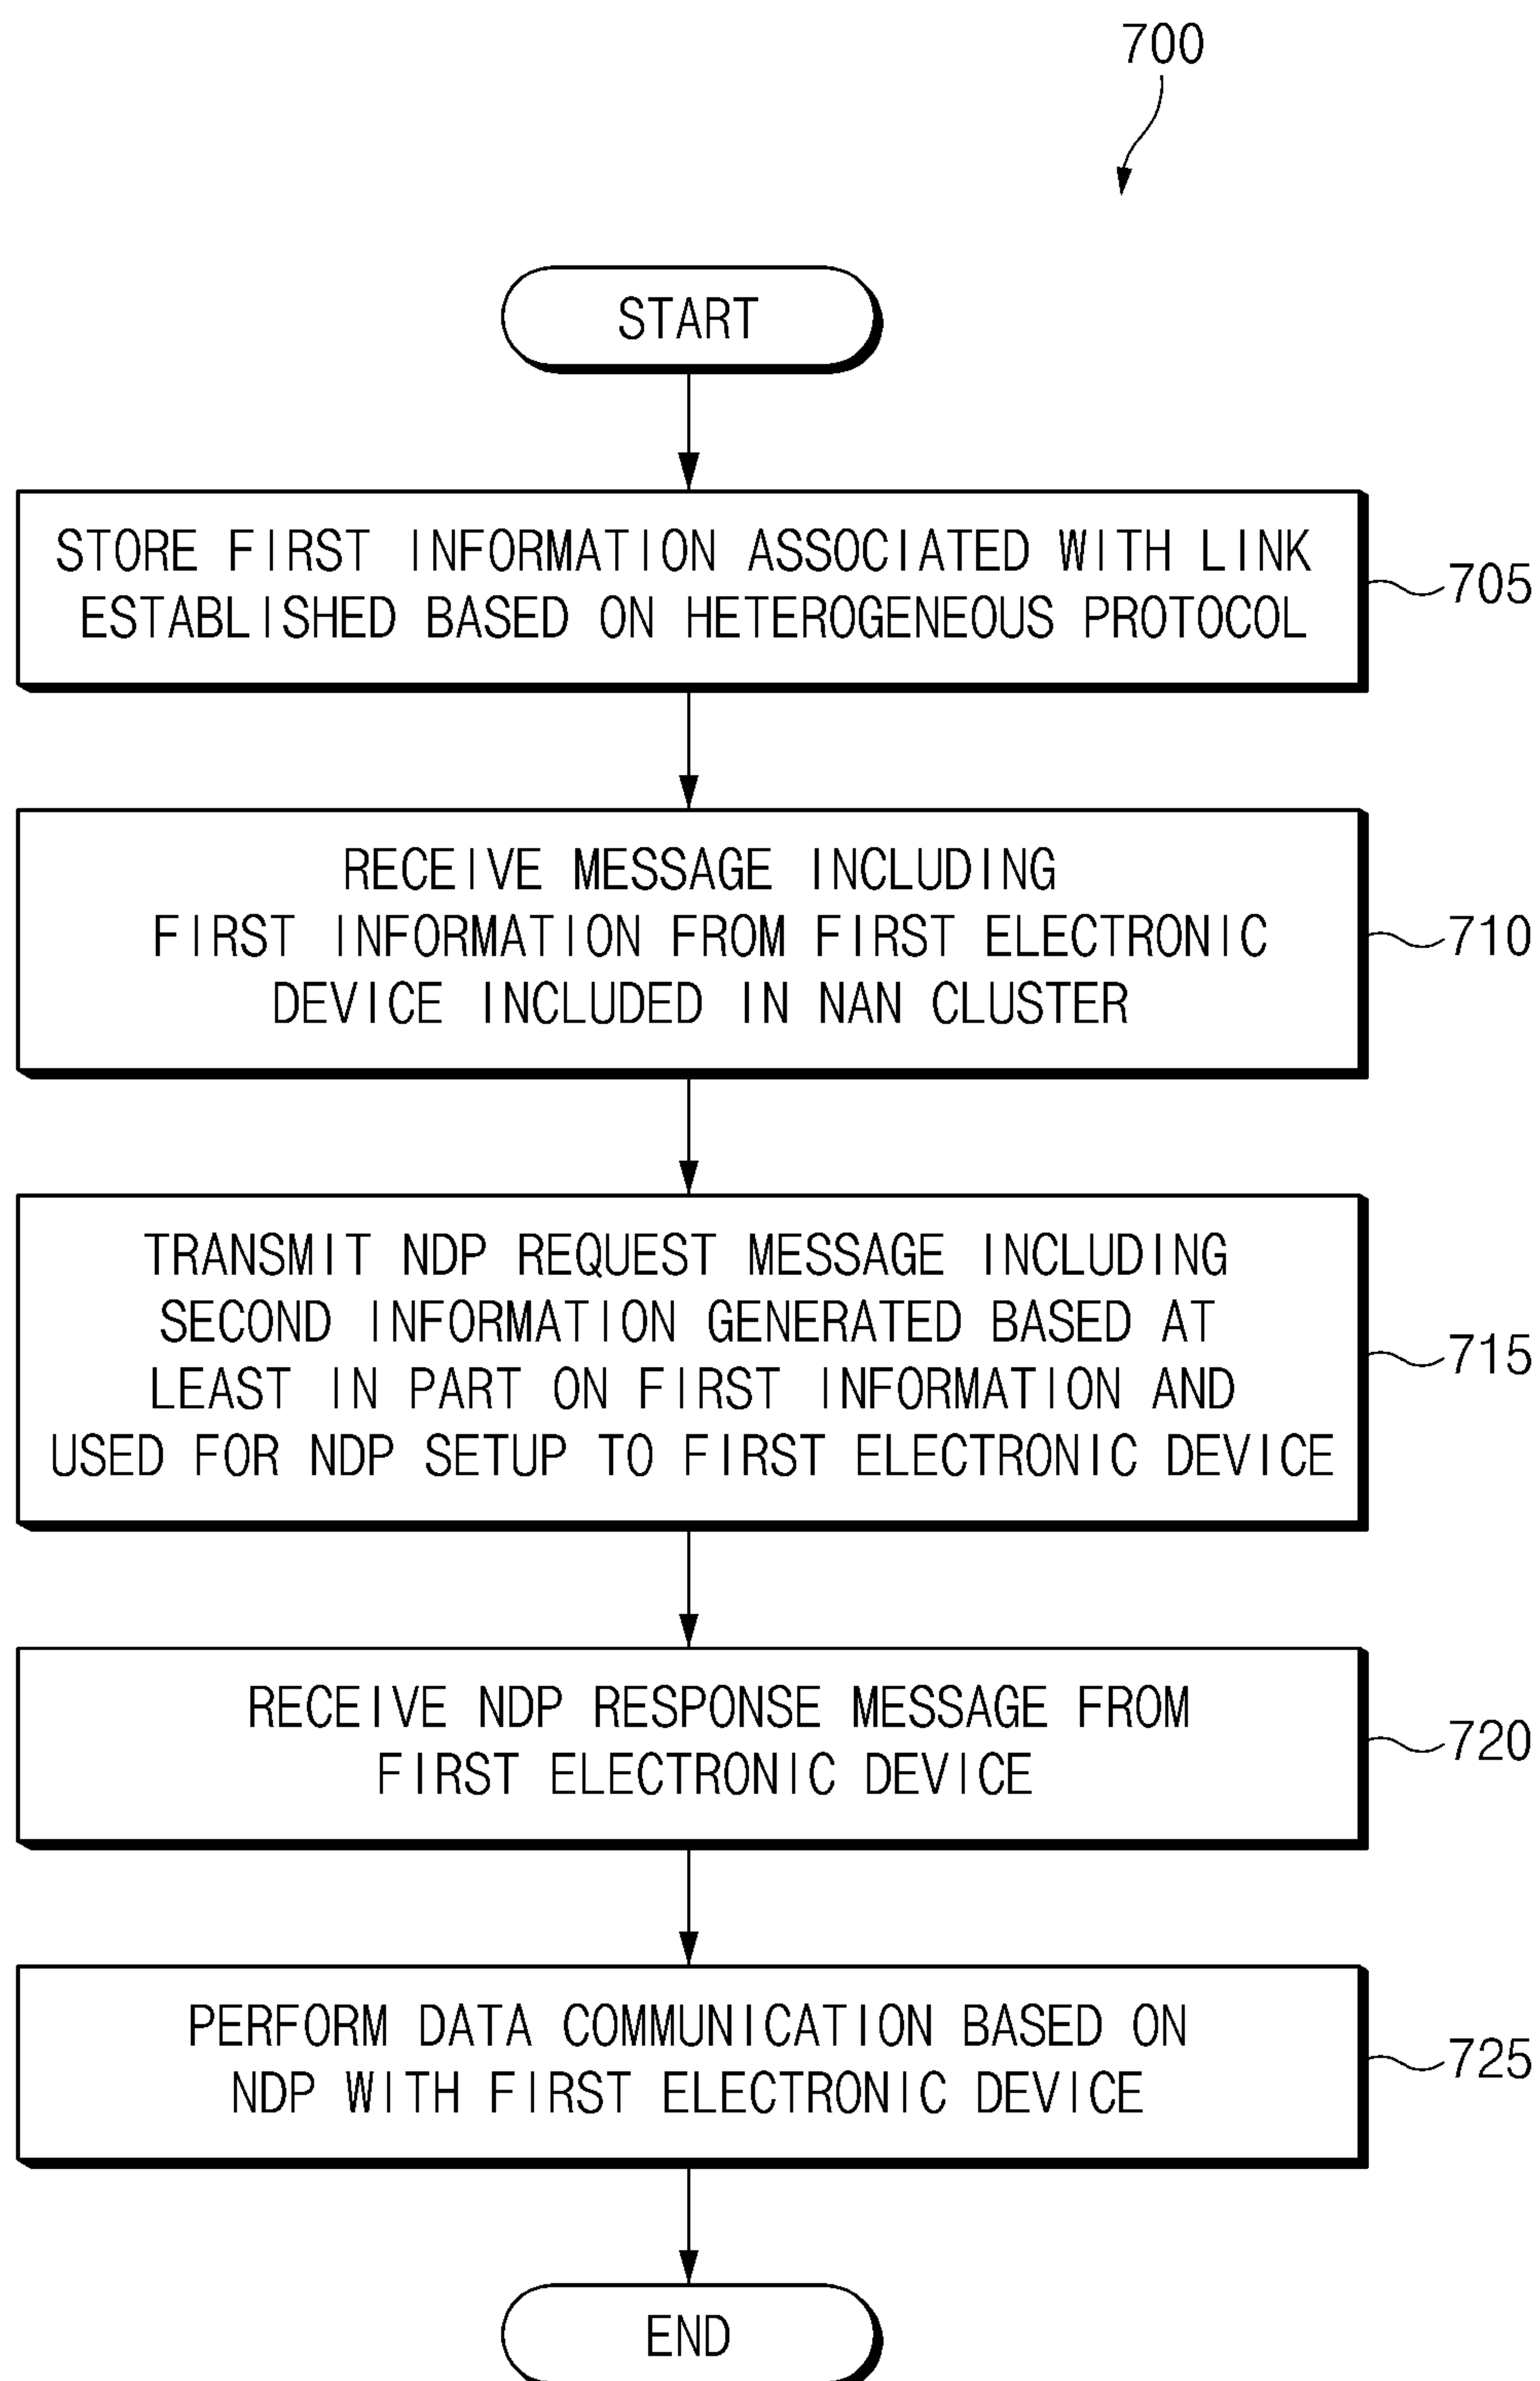 700
START
STORE FIRST INFORMATION ASSOCIATED WITH LINK
ESTABLISHED BASED ON HETEROGENEOUS PROTOCOL
705
RECEIVE MESSAGE INCLUDING
FIRST INFORMATION FROM FIRST ELECTRONIC
DEVICE INCLUDED IN NAN CLUSTER
710
TRANSMIT NDP REQUEST MESSAGE INCLUDING
SECOND INFORMATION GENERATED BASED AT
LEAST IN PART ON FIRST INFORMATION AND
USED FOR NDP SETUP TO FIRST ELECTRONIC DEVICE
715
RECEIVE NDP RESPONSE MESSAGE FROM
FIRST ELECTRONIC DEVICE
720
PERFORM DATA COMMUNICATION BASED ON
NDP WITH FIRST ELECTRONIC DEVICE
725
END